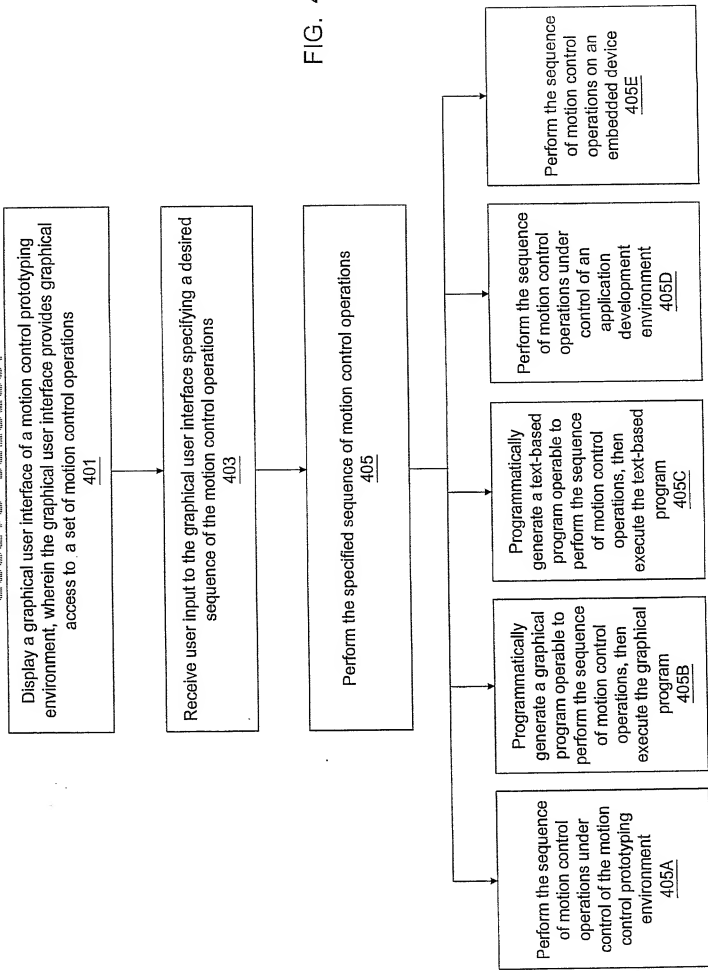 FIG. 4
Display a graphical user interface of a motion control prototyping
environment, wherein the graphical user interface provides graphical
access to a set of motion control operations
401
Receive user input to the graphical user interface specifying a desired
sequence of the motion control operations
403
Perform the specified sequence of motion control operations
405
Perform the sequence
of motion control
operations under
control of the motion
control prototyping
environment
405A
Programmatically
generate a graphical
program operable to
perform the sequence
of motion control
operations, then
execute the graphical
program
405B
Programmatically
generate a text-based
program operable to
perform the sequence
of motion control
operations, then
execute the text-based
program
405C
Perform the sequence
of motion control
operations under
control of an
application
development
environment
405D
Perform the sequence
of motion control
operations on an
embedded device
405E